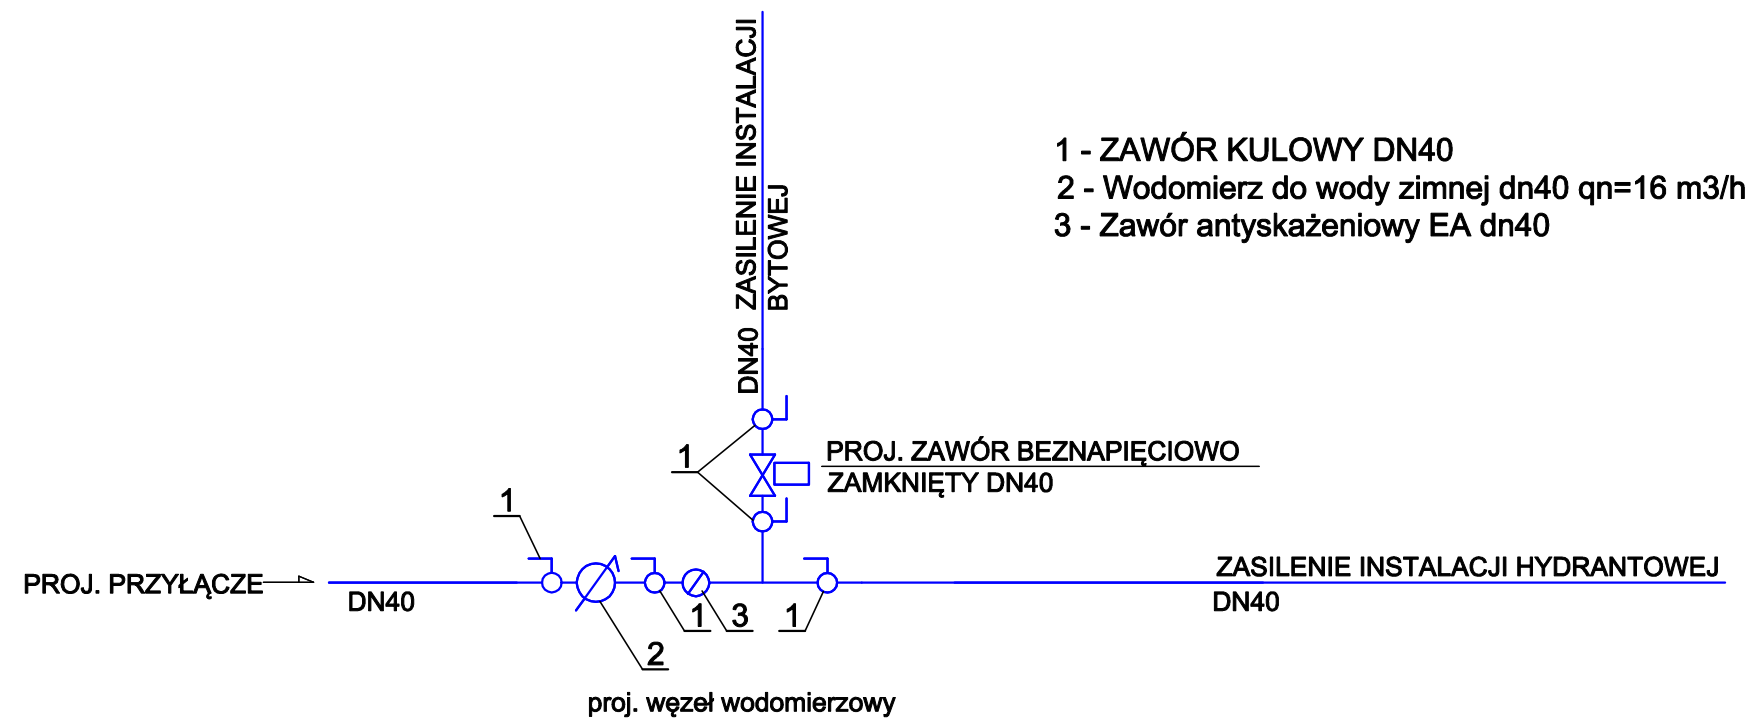 DN40 ZASILENIE INSTALACJI
BYTOWEJ
1 - ZAWÓR KULOWY DN40
2 - Wodomierz do wody zimnej dn40 qn=16 m3/h
3 - Zawór antyskażeniowy EA dn40
1
PROJ. ZAWÓR BEZNAPIĘCIOWO
ZAMKNIĘTY DN40
1
PROJ. PRZYŁĄCZE
DN40
ZASILENIE INSTALACJI HYDRANTOWEJ
DN40
1
3
1
2
proj. węzeł wodomierzowy